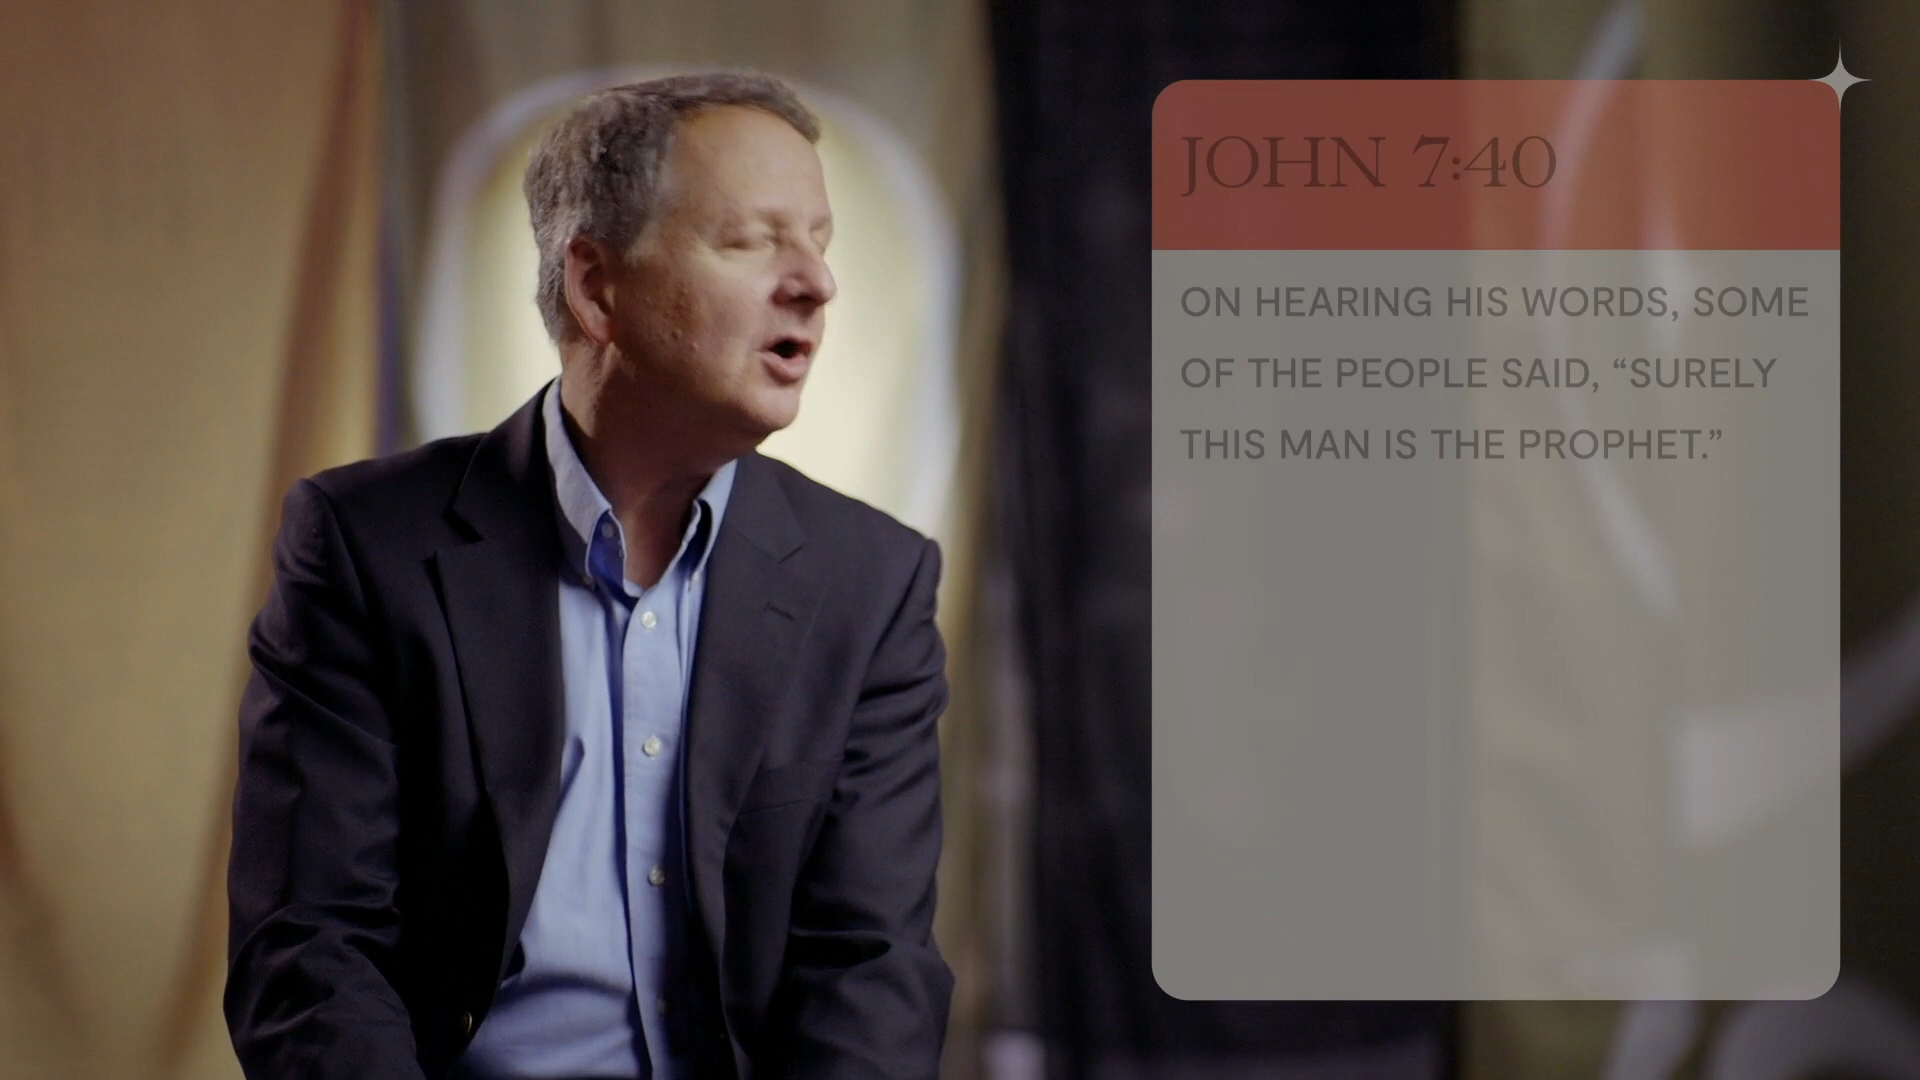 JOHN 7:40
ON HEARING HIS WORDS, SOME
OF THE PEOPLE SAID, “SURELY
THIS MAN IS THE PROPHET.”